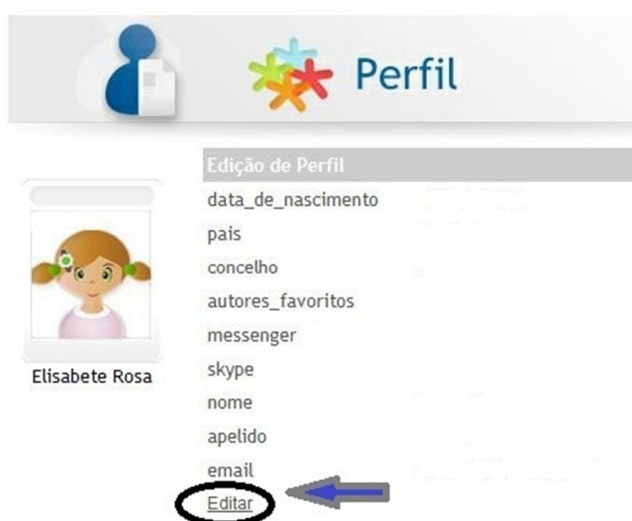 Perfil
Edição de Perfil
data_de_nascimento
pais
concelho
autores_favoritos
messenger
skype
nome
apelido
email
Editar
Elisabete Rosa